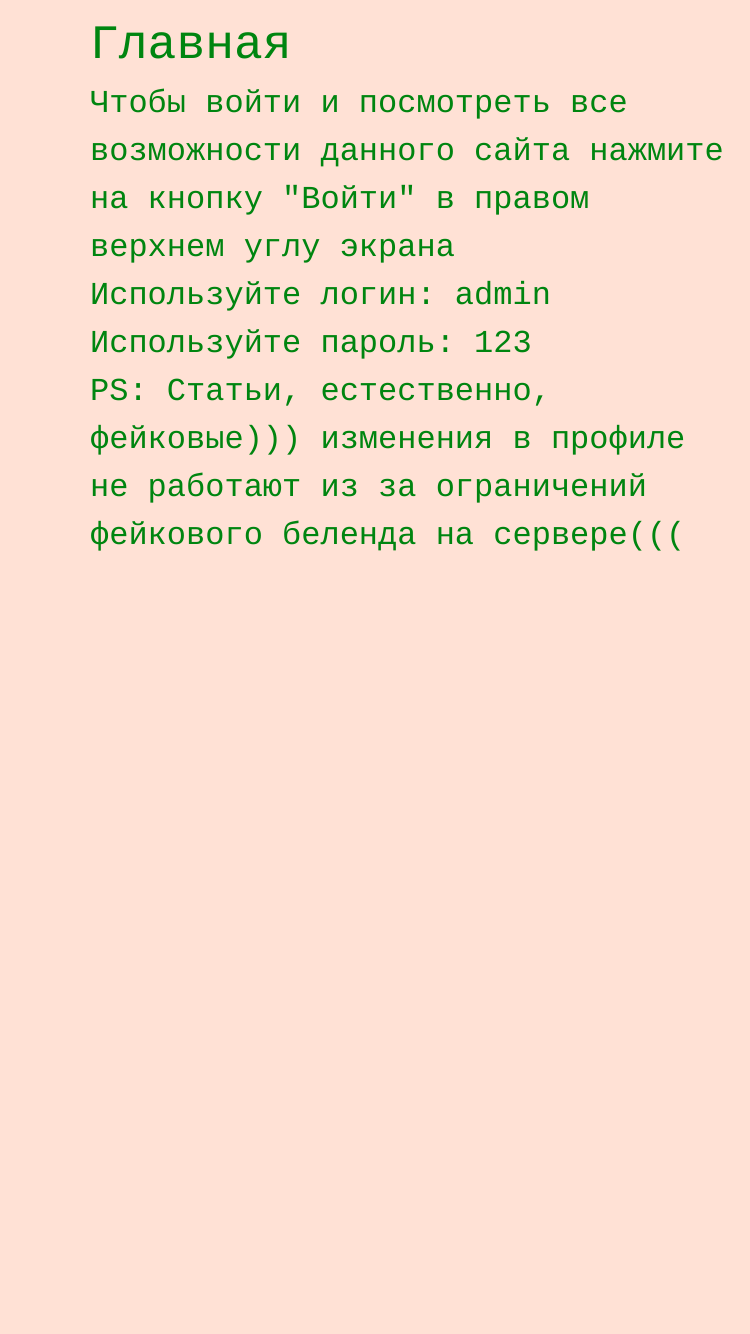 Главная
Чтобы войти и посмотреть все
возможности данного сайта нажмите
на кнопку "Войти" в правом
верхнем углу экрана
Используйте логин: admin
Используйте пароль: 123
PS: Статьи, естественно,
фейковые))) изменения в профиле
не работают из за ограничений
фейкового беленда на сервере(((